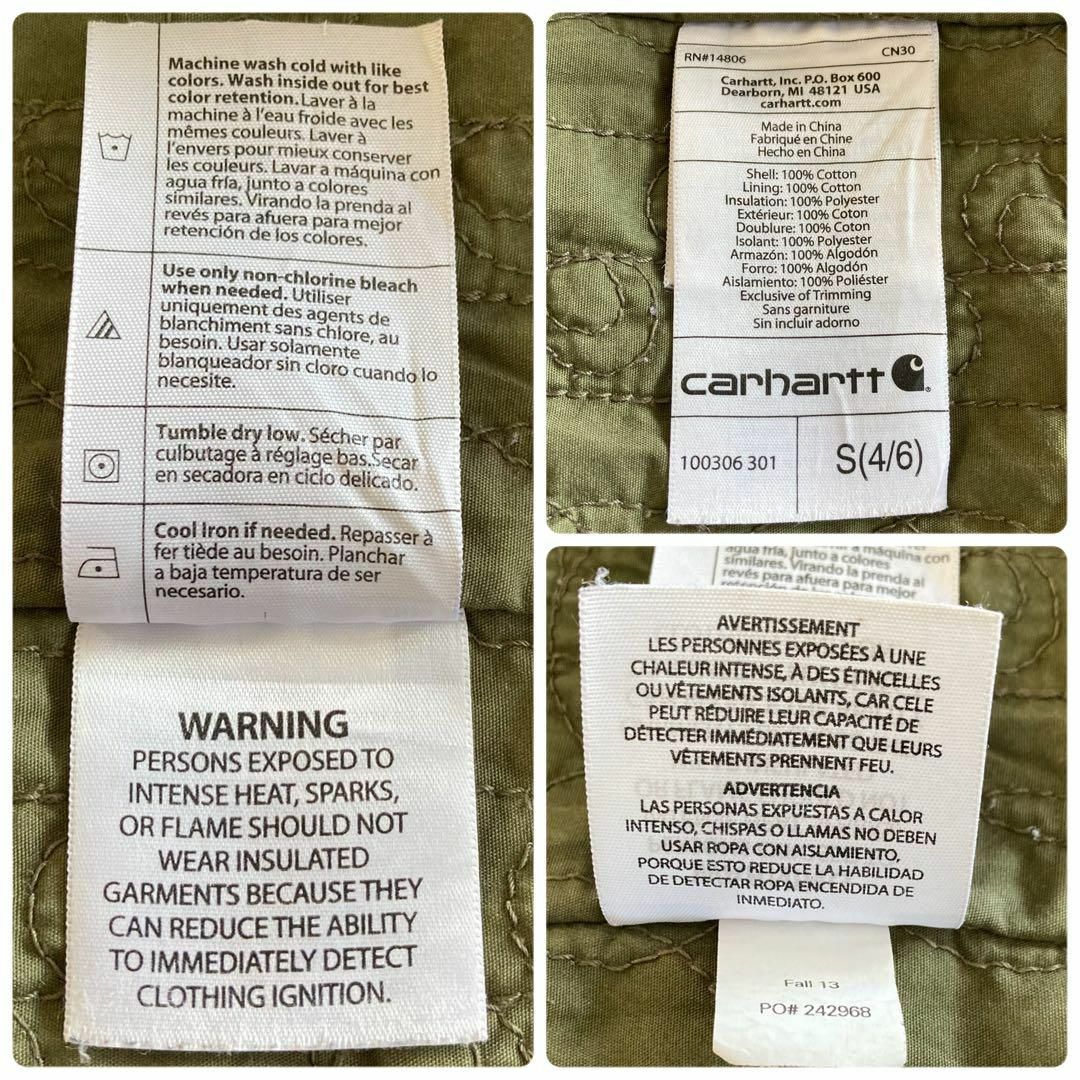 Machine wash cold with like
colors. Wash inside out for best
color retention. Laver à la
machine à l'eau froide avec les
mêmes couleurs. Laver à
l'envers pour mieux conserver
les couleurs. Lavar a máquina con
agua fría, junto a colores
similares. Virando la prenda al
revés para afuera para mejor
retención de los colores.
Use only non-chlorine bleach
when needed. Utiliser
uniquement des agents de
blanchiment sans chlore, au
besoin. Usar solamente
blanqueador sin cloro cuando lo
necesite.
Tumble dry low. Sécher par
culbutage à réglage bas.Secar
en secadora en ciclo delicado.
Cool Iron if needed. Repasser à
fer tiède au besoin. Planchar
a baja temperatura de ser
necesario.
WARNING
PERSONS EXPOSED TO
INTENSE HEAT, SPARKS,
OR FLAME SHOULD NOT
WEAR INSULATED
GARMENTS BECAUSE THEY
CAN REDUCE THE ABILITY
TO IMMEDIATELY DETECT
CLOTHING IGNITION.
RN#14806 CN30
Carhartt, Inc. P.O. Box 600
Dearborn, MI 48121 USA
carhartt.com
Made in China
Fabriqué en Chine
Hecho en China
Shell: 100% Cotton
Lining: 100% Cotton
Insulation: 100% Polyester
Extérieur: 100% Coton
Doublure: 100% Coton
Isolant: 100% Polyester
Armazón: 100% Algodón
Forro: 100% Algodón
Aislamiento: 100% Poliéster
Exclusive of Trimming
Sans garniture
Sin incluir adorno
carhartt
100306 301 S(4/6)
a máquina con
agua fría, junto a colores
similares. Virando la prenda al
revés para afuera para mejor
AVERTISSEMENT
LES PERSONNES EXPOSÉES À UNE
CHALEUR INTENSE, À DES ÉTINCELLES
OU VÊTEMENTS ISOLANTS, CAR CELE
PEUT RÉDUIRE LEUR CAPACITÉ DE
DÉTECTER IMMÉDIATEMENT QUE LEURS
VÊTEMENTS PRENNENT FEU.
ADVERTENCIA
LAS PERSONAS EXPUESTAS A CALOR
INTENSO, CHISPAS O LLAMAS NO DEBEN
USAR ROPA CON AISLAMIENTO,
PORQUE ESTO REDUCE LA HABILIDAD
DE DETECTAR ROPA ENCENDIDA DE
INMEDIATO.
Fall 13
PO# 242968